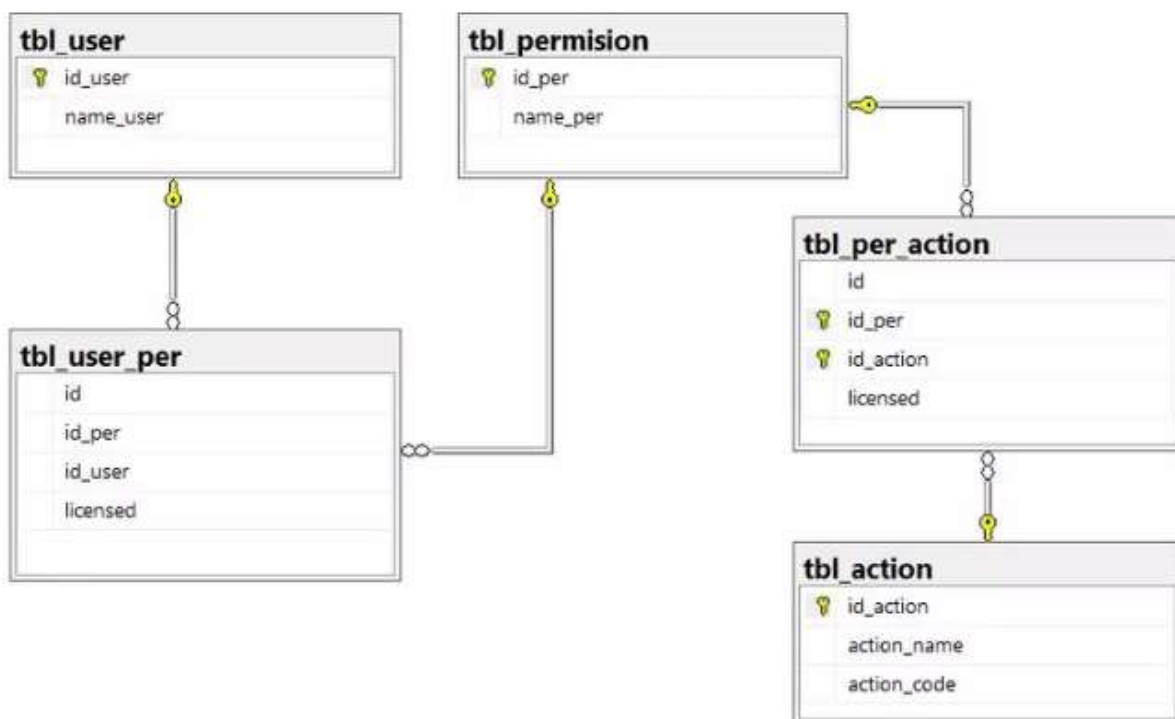 tbl_user
id_user
name_user
tbl_permision
id_per
name_per
tbl_per_action
id
id_per
id_action
licensed
tbl_user_per
id
id_per
id_user
licensed
tbl_action
id_action
action_name
action_code